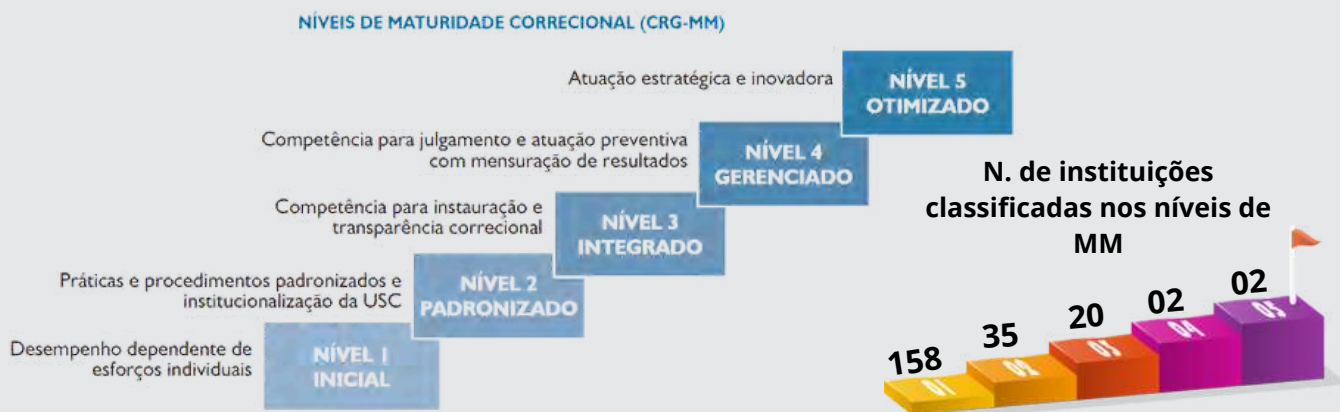 NÍVEIS DE MATURIDADE CORRECIONAL (CRG-MM)
Atuação estratégica e inovadora
NÍVEL 5
OTIMIZADO
Competência para julgamento e atuação preventiva
com mensuração de resultados
NÍVEL 4
GERENCIADO
Competência para instauração e
transparência correcional
NÍVEL 3
INTEGRADO
Práticas e procedimentos padronizados e
institucionalização da USC
NÍVEL 2
PADRONIZADO
Desempenho dependente de
esforços individuais
NÍVEL I
INICIAL
N. de instituições
classificadas nos níveis de
MM
158
35
20
02
02
01
02
03
04
05